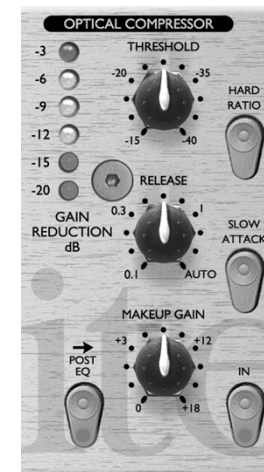 OPTICAL COMPRESSOR
-3
THRESHOLD
-6
-20
-35
-9
HARD
RATIO
-12
-15
-40
-15
-20
RELEASE
0.3
1
GAIN
REDUCTION
dB
SLOW
ATTACK
0.1
AUTO
MAKEUP GAIN
+3
+12
POST
EQ
IN
0
+18
ite